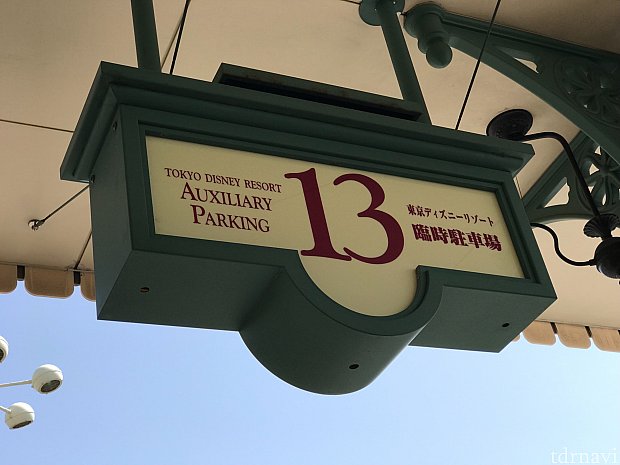 TOKYO DISNEY RESORT
AUXILIARY
PARKING
13
東京ディズニーリゾート
臨時駐車場
tdrnavi